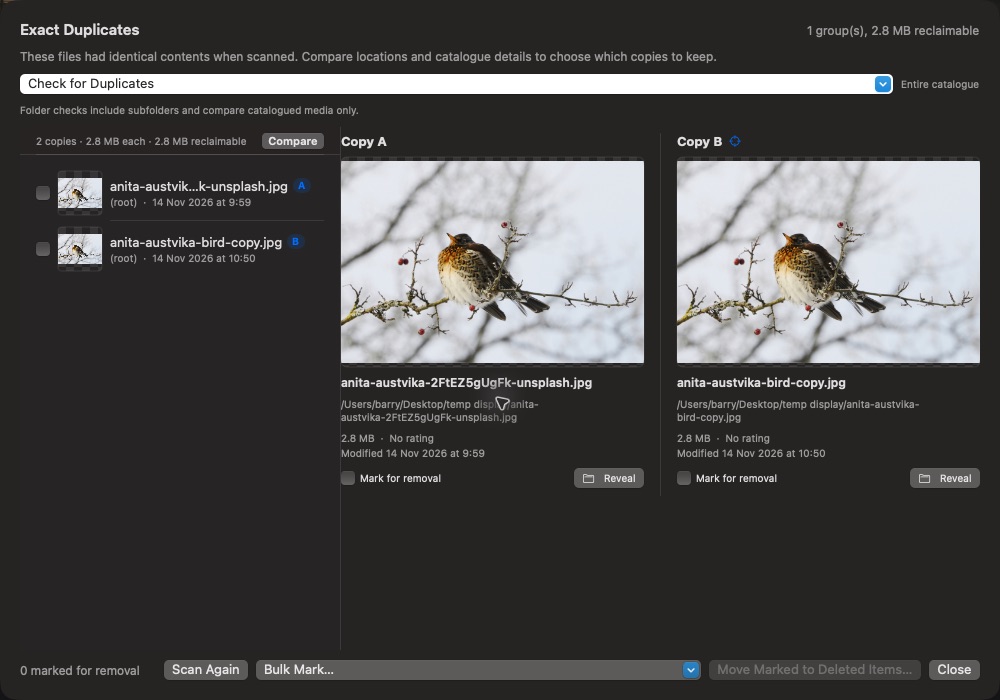 Exact Duplicates
1 group(s), 2.8 MB reclaimable
These files had identical contents when scanned. Compare locations and catalogue details to choose which copies to keep.
Check for Duplicates
Entire catalogue
Folder checks include subfolders and compare catalogued media only.
2 copies · 2.8 MB each · 2.8 MB reclaimable
Compare
anita-austvik...k-unsplash.jpg A
(root) · 14 Nov 2026 at 9:59
anita-austvika-bird-copy.jpg B
(root) · 14 Nov 2026 at 10:50
Copy A
anita-austvika-2FtEZ5gUgFk-unsplash.jpg
/Users/barry/Desktop/temp display/anita-
austvika-2FtEZ5gUgFk-unsplash.jpg
2.8 MB · No rating
Modified 14 Nov 2026 at 9:59
Mark for removal
Reveal
Copy B
anita-austvika-bird-copy.jpg
/Users/barry/Desktop/temp display/anita-austvika-
bird-copy.jpg
2.8 MB · No rating
Modified 14 Nov 2026 at 10:50
Mark for removal
Reveal
0 marked for removal
Scan Again
Bulk Mark...
Move Marked to Deleted Items...
Close